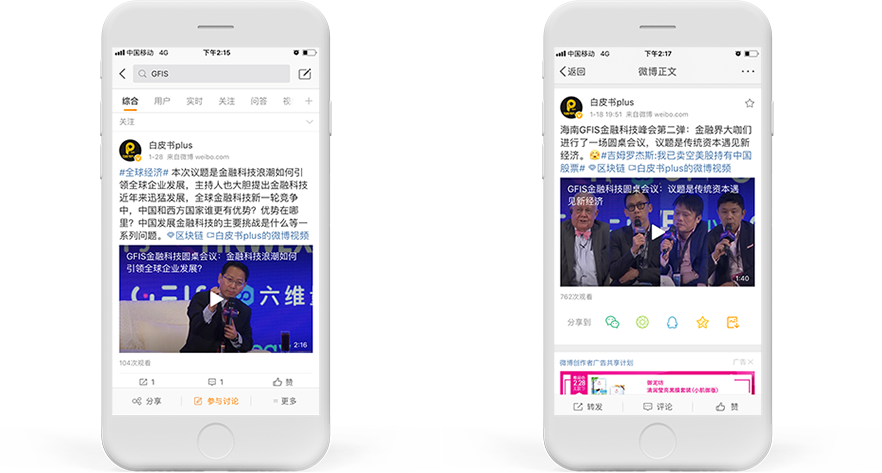 中国移动 4G
下午2:15
GFIS
综合 用户 实时 关注 问答
关注
白皮书plus
1-28 来自微博 weibo.com
#全球经济# 本次议题是金融科技浪潮如何引
领全球企业发展，主持人也大胆提出金融科技
近年来迅猛发展，全球金融科技新一轮竞争
中，中国和西方国家谁更有优势？优势在哪
里？中国发展金融科技的主要挑战是什么等一
系列问题。区块链 白皮书plus的微博视频
GFIS金融科技圆桌会议：金融科技浪潮如何
引领全球企业发展？
六维
2:16
104次观看
1 1 赞
分享 参与讨论 更多
中国移动 4G
下午2:17
返回 微博正文
白皮书plus
1-18 19:51 来自微博 weibo.com
海南GFIS金融科技峰会第二弹：金融界大咖们
进行了一场圆桌会议，议题是传统资本遇见新
经济。#吉姆罗杰斯:我已卖空美股持有中国
股票# 区块链 白皮书plus的微博视频
GFIS金融科技圆桌会议：议题是传统资本遇
见新经济
1:40
762次观看
分享到
微博创作者广告共享计划
广告
2.28
御泥坊
转发 评论 赞